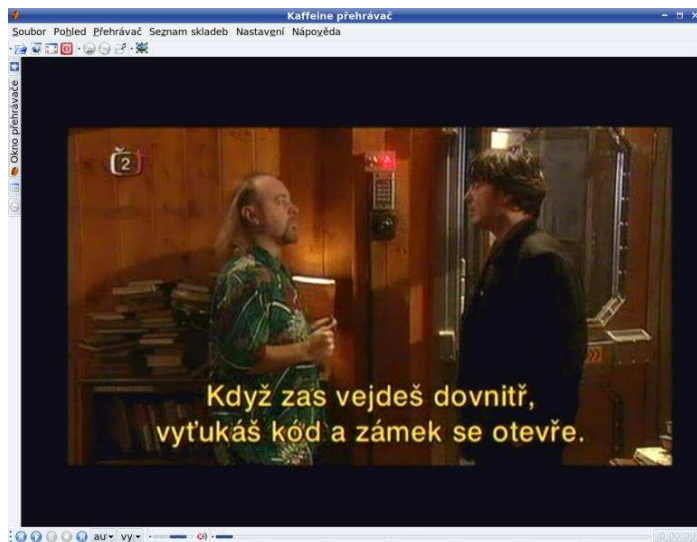 Kaffeine přehrávač
Soubor Pohled Přehrávač Seznam skladeb Nastavení Nápověda
Okno přehrávače
2
Když zas vejdeš dovnitř,
vyťukáš kód a zámek se otevře.
au vy